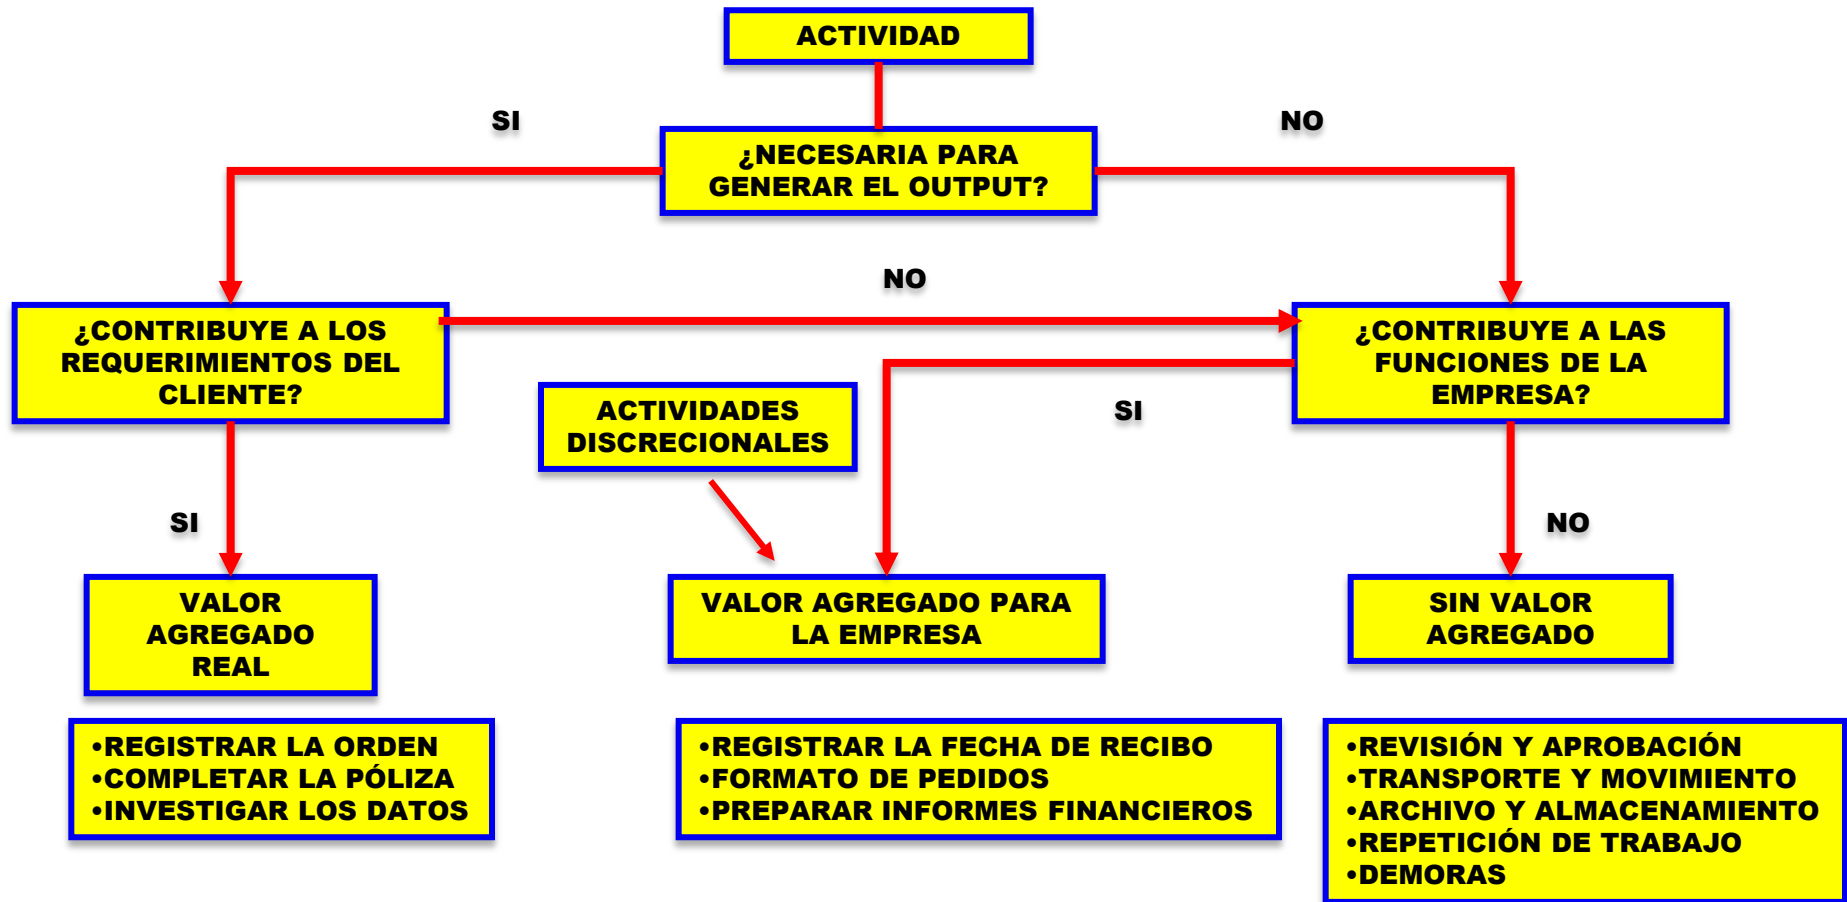 ACTIVIDAD
SI
NO
¿NECESARIA PARA
GENERAR EL OUTPUT?
NO
¿CONTRIBUYE A LOS
REQUERIMIENTOS DEL
CLIENTE?
¿CONTRIBUYE A LAS
FUNCIONES DE LA
EMPRESA?
ACTIVIDADES
DISCRECIONALES
SI
SI
NO
VALOR
AGREGADO
REAL
VALOR AGREGADO PARA
LA EMPRESA
SIN VALOR
AGREGADO
•REGISTRAR LA ORDEN
•COMPLETAR LA PÓLIZA
•INVESTIGAR LOS DATOS
•REGISTRAR LA FECHA DE RECIBO
•FORMATO DE PEDIDOS
•PREPARAR INFORMES FINANCIEROS
•REVISIÓN Y APROBACIÓN
•TRANSPORTE Y MOVIMIENTO
•ARCHIVO Y ALMACENAMIENTO
•REPETICIÓN DE TRABAJO
•DEMORAS